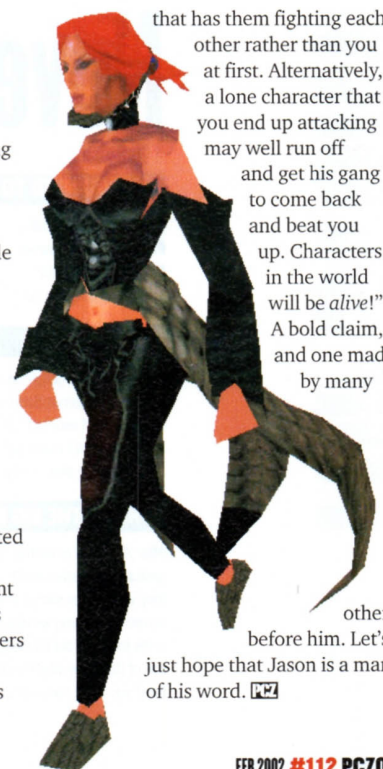 that has them fighting each
other rather than you
at first. Alternatively,
a lone character that
you end up attacking
may well run off
and get his gang
to come back
and beat you
up. Characters
in the world
will be alive!”
A bold claim,
and one mad
by many
other
before him. Let's
just hope that Jason is a man
of his word. PCZ
FEB 2002 #112 PCZO